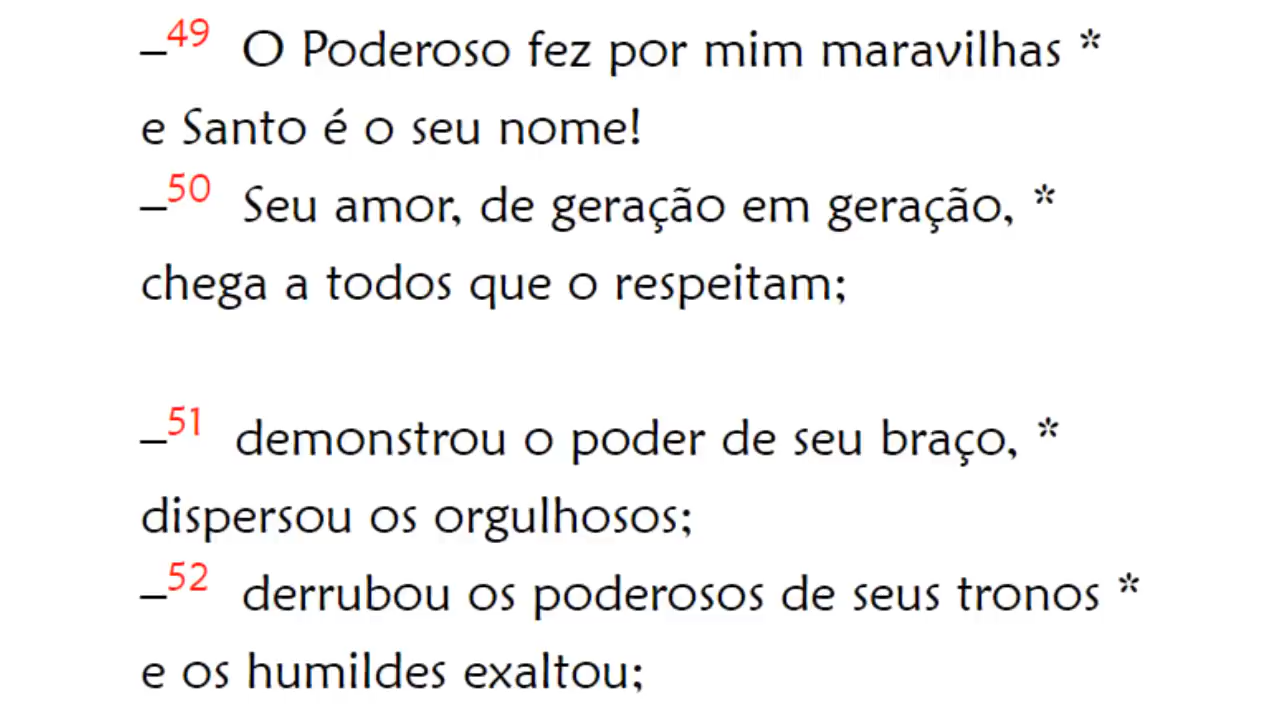 –49 O Poderoso fez por mim maravilhas *
e Santo é o seu nome!
–50 Seu amor, de geração em geração, *
chega a todos que o respeitam;
–51 demonstrou o poder de seu braço, *
dispersou os orgulhosos;
–52 derrubou os poderosos de seus tronos *
e os humildes exaltou;